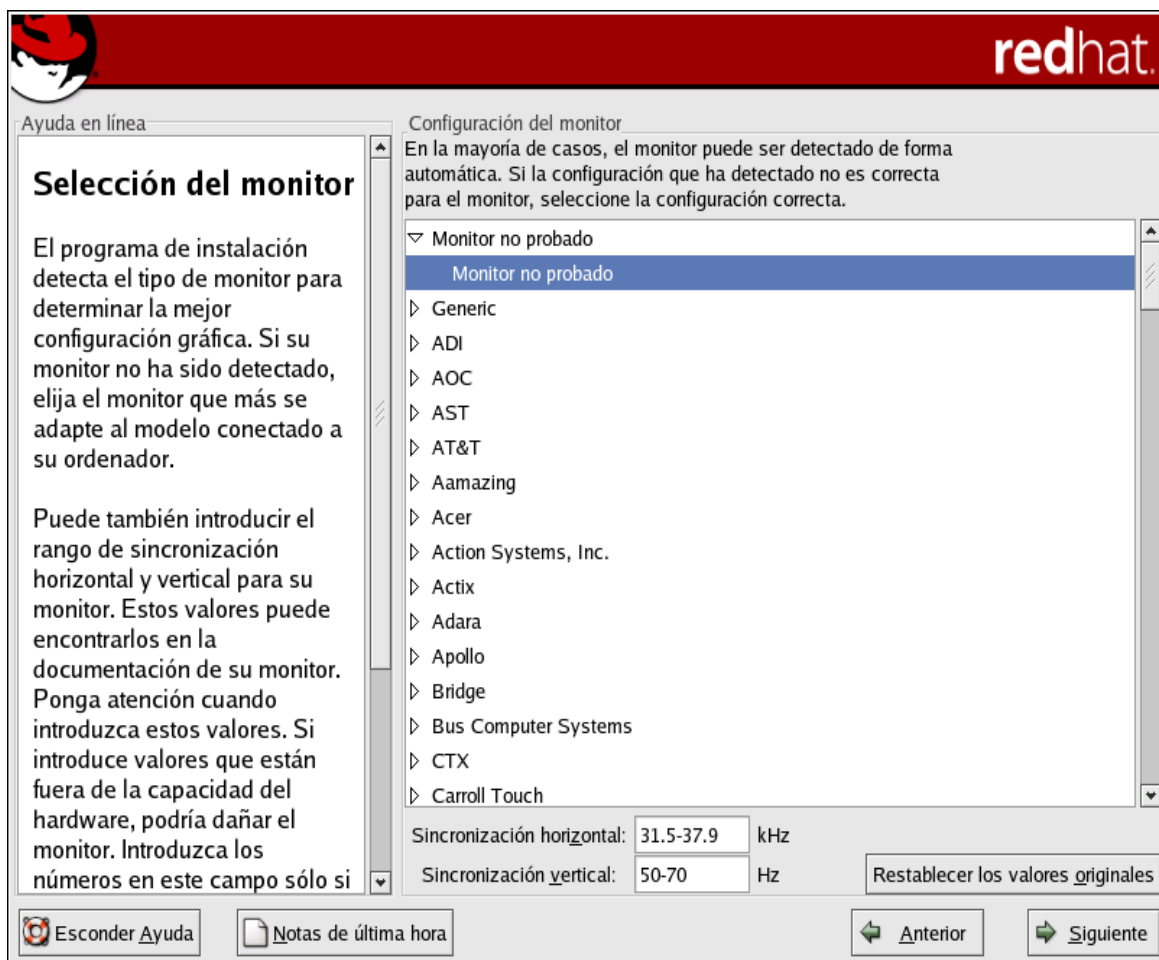 redhat.
Ayuda en línea
Selección del monitor
El programa de instalación
detecta el tipo de monitor para
determinar la mejor
configuración gráfica. Si su
monitor no ha sido detectado,
elija el monitor que más se
adapte al modelo conectado a
su ordenador.
Puede también introducir el
rango de sincronización
horizontal y vertical para su
monitor. Estos valores puede
encontrarlos en la
documentación de su monitor.
Ponga atención cuando
introduzca estos valores. Si
introduce valores que están
fuera de la capacidad del
hardware, podría dañar el
monitor. Introduzca los
números en este campo sólo si
Configuración del monitor
En la mayoría de casos, el monitor puede ser detectado de forma
automática. Si la configuración que ha detectado no es correcta
para el monitor, seleccione la configuración correcta.
Monitor no probado
Monitor no probado
Generic
ADI
AOC
AST
AT&T
Aamazing
Acer
Action Systems, Inc.
Actix
Adara
Apollo
Bridge
Bus Computer Systems
CTX
Carroll Touch
Sincronización horizontal: 31.5-37.9 kHz
Sincronización vertical: 50-70 Hz
Restablecer los valores originales
Esconder Ayuda
Notas de última hora
Anterior
Siguiente